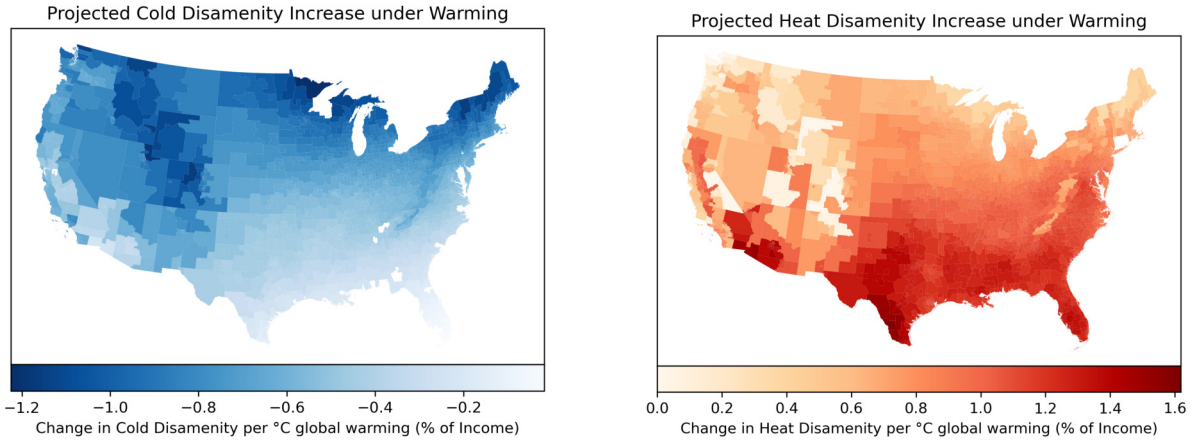 Projected Cold Disamenity Increase under Warming
−1.2 −1.0 −0.8 −0.6 −0.4 −0.2
Change in Cold Disamenity per °C global warming (% of Income)
Projected Heat Disamenity Increase under Warming
0.0 0.2 0.4 0.6 0.8 1.0 1.2 1.4 1.6
Change in Heat Disamenity per °C global warming (% of Income)